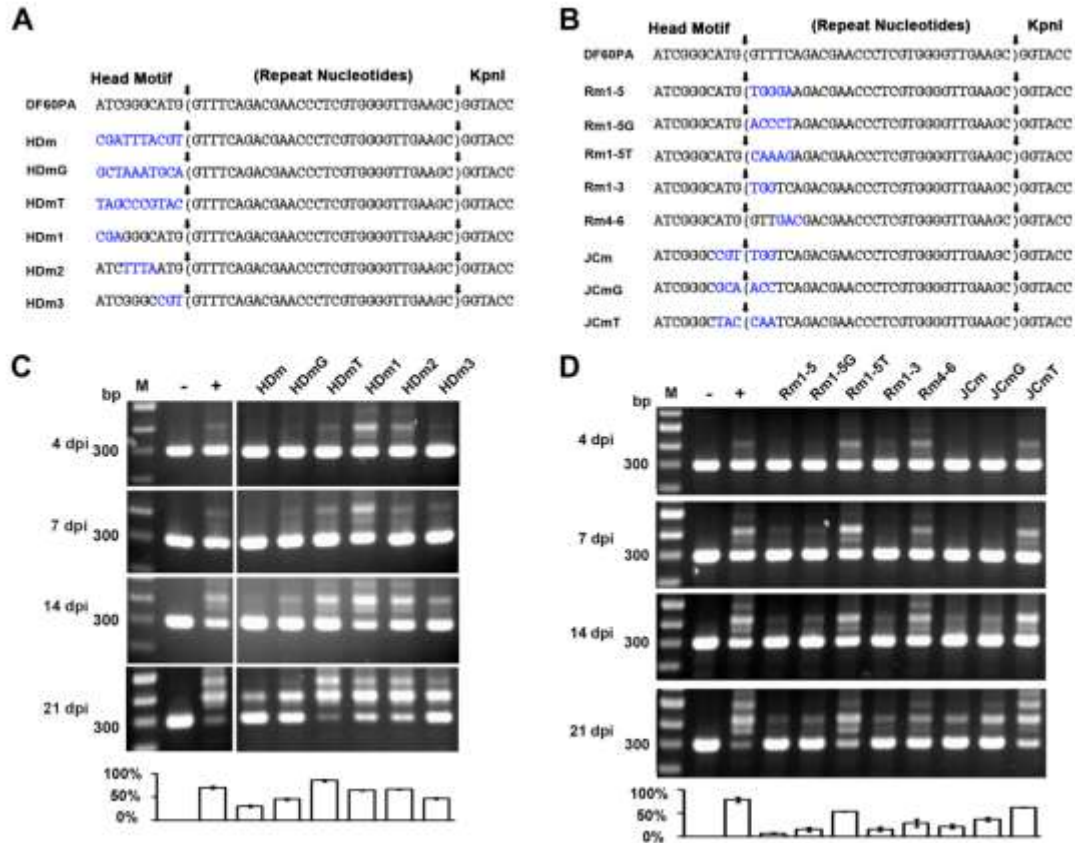 A
Head Motif (Repeat Nucleotides) KpnI
DF60PA ATCGGGCATG(GTTTCAGACGAACCCTCGTGGGGTTGAAGC)GGTACC
HDm CGATTTACGT(GTTTCAGACGAACCCTCGTGGGGTTGAAGC)GGTACC
HDmG GCTAAATGCA(GTTTCAGACGAACCCTCGTGGGGTTGAAGC)GGTACC
HDmT TAGCCCGTAC(GTTTCAGACGAACCCTCGTGGGGTTGAAGC)GGTACC
HDm1 CGAGGGCATG(GTTTCAGACGAACCCTCGTGGGGTTGAAGC)GGTACC
HDm2 ATCTTTAATG(GTTTCAGACGAACCCTCGTGGGGTTGAAGC)GGTACC
HDm3 ATCGGGCCGT(GTTTCAGACGAACCCTCGTGGGGTTGAAGC)GGTACC
B
Head Motif (Repeat Nucleotides) KpnI
DF60PA ATCGGGCATG(GTTTCAGACGAACCCTCGTGGGGTTGAAGC)GGTACC
Rm1-5 ATCGGGCATG(TGGGAAGACGAACCCTCGTGGGGTTGAAGC)GGTACC
Rm1-5G ATCGGGCATG(ACCCTAGACGAACCCTCGTGGGGTTGAAGC)GGTACC
Rm1-5T ATCGGGCATG(CAAAGAGACGAACCCTCGTGGGGTTGAAGC)GGTACC
Rm1-3 ATCGGGCATG(TGGTCAGACGAACCCTCGTGGGGTTGAAGC)GGTACC
Rm4-6 ATCGGGCATG(GTTGACGACGAACCCTCGTGGGGTTGAAGC)GGTACC
JCm ATCGGGCCGT(TGGTCAGACGAACCCTCGTGGGGTTGAAGC)GGTACC
JCmG ATCGGGCGCA(ACCTCAGACGAACCCTCGTGGGGTTGAAGC)GGTACC
JCmT ATCGGGCTAC(CAATCAGACGAACCCTCGTGGGGTTGAAGC)GGTACC
C
bp M - + HDm HDmG HDmT HDm1 HDm2 HDm3
4 dpi 300
7 dpi 300
14 dpi 300
21 dpi 300
100%
50%
0%
D
bp M - + Rm1-5 Rm1-5G Rm1-5T Rm1-3 Rm4-6 JCm JCmG JCmT
4 dpi 300
7 dpi 300
14 dpi 300
21 dpi 300
100%
50%
0%